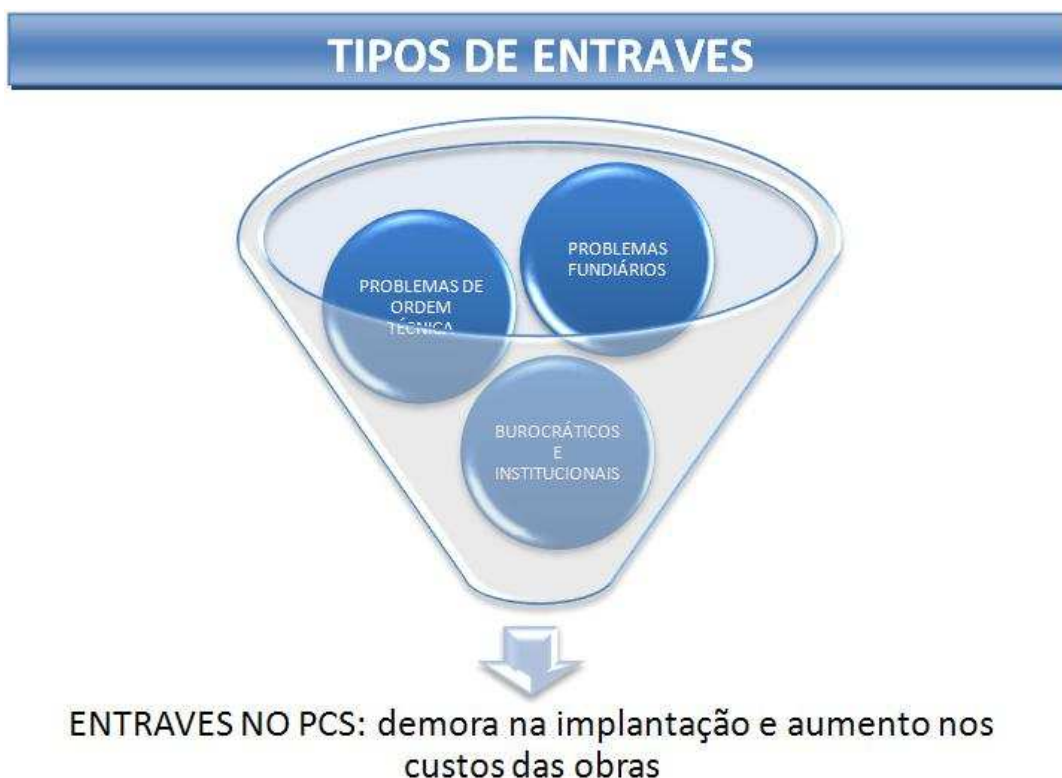 TIPOS DE ENTRAVES
PROBLEMAS DE
ORDEM
TÉCNICA
PROBLEMAS
FUNDIÁRIOS
BUROCRÁTICOS
E
INSTITUCIONAIS
ENTRAVES NO PCS: demora na implantação e aumento nos
custos das obras